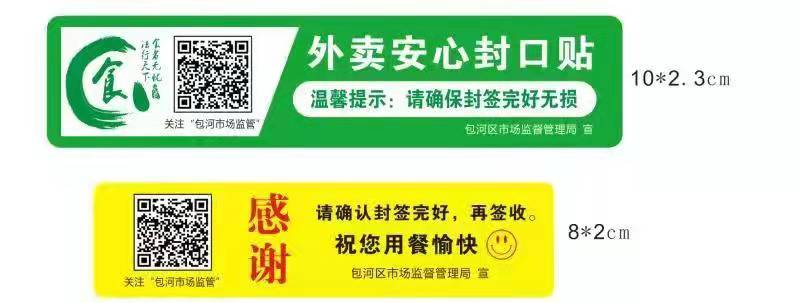 食
食者无忧
法行天下
关注“包河市场监管”
外卖安心封口贴
温馨提示：请确保封签完好无损
包河区市场监督管理局 宣
10*2.3cm
关注“包河市场监管”
感谢
请确认封签完好，再签收。
祝您用餐愉快
包河区市场监督管理局 宣
8*2cm